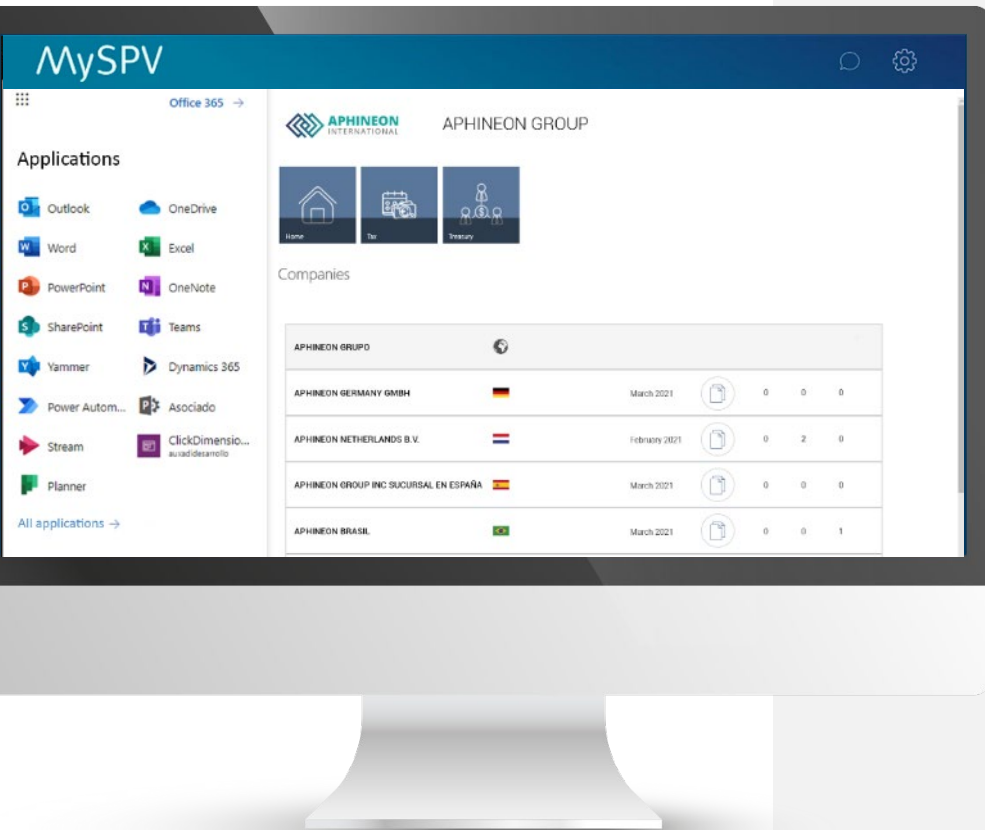 MySPV
Office 365 →
Applications
Outlook
OneDrive
Word
Excel
PowerPoint
OneNote
SharePoint
Teams
Yammer
Dynamics 365
Power Autom...
Asociado
Stream
ClickDimensio...
auxadidesarrollo
Planner
All applications →
APHINEON
INTERNATIONAL
APHINEON GROUP
Home
Tax
Treasury
Companies
APHINEON GRUPO
APHINEON GERMANY GMBH March 2021 0 0 0
APHINEON NETHERLANDS B.V. February 2021 0 2 0
APHINEON GROUP INC SUCURSAL EN ESPAÑA March 2021 0 0 0
APHINEON BRASIL March 2021 0 0 1